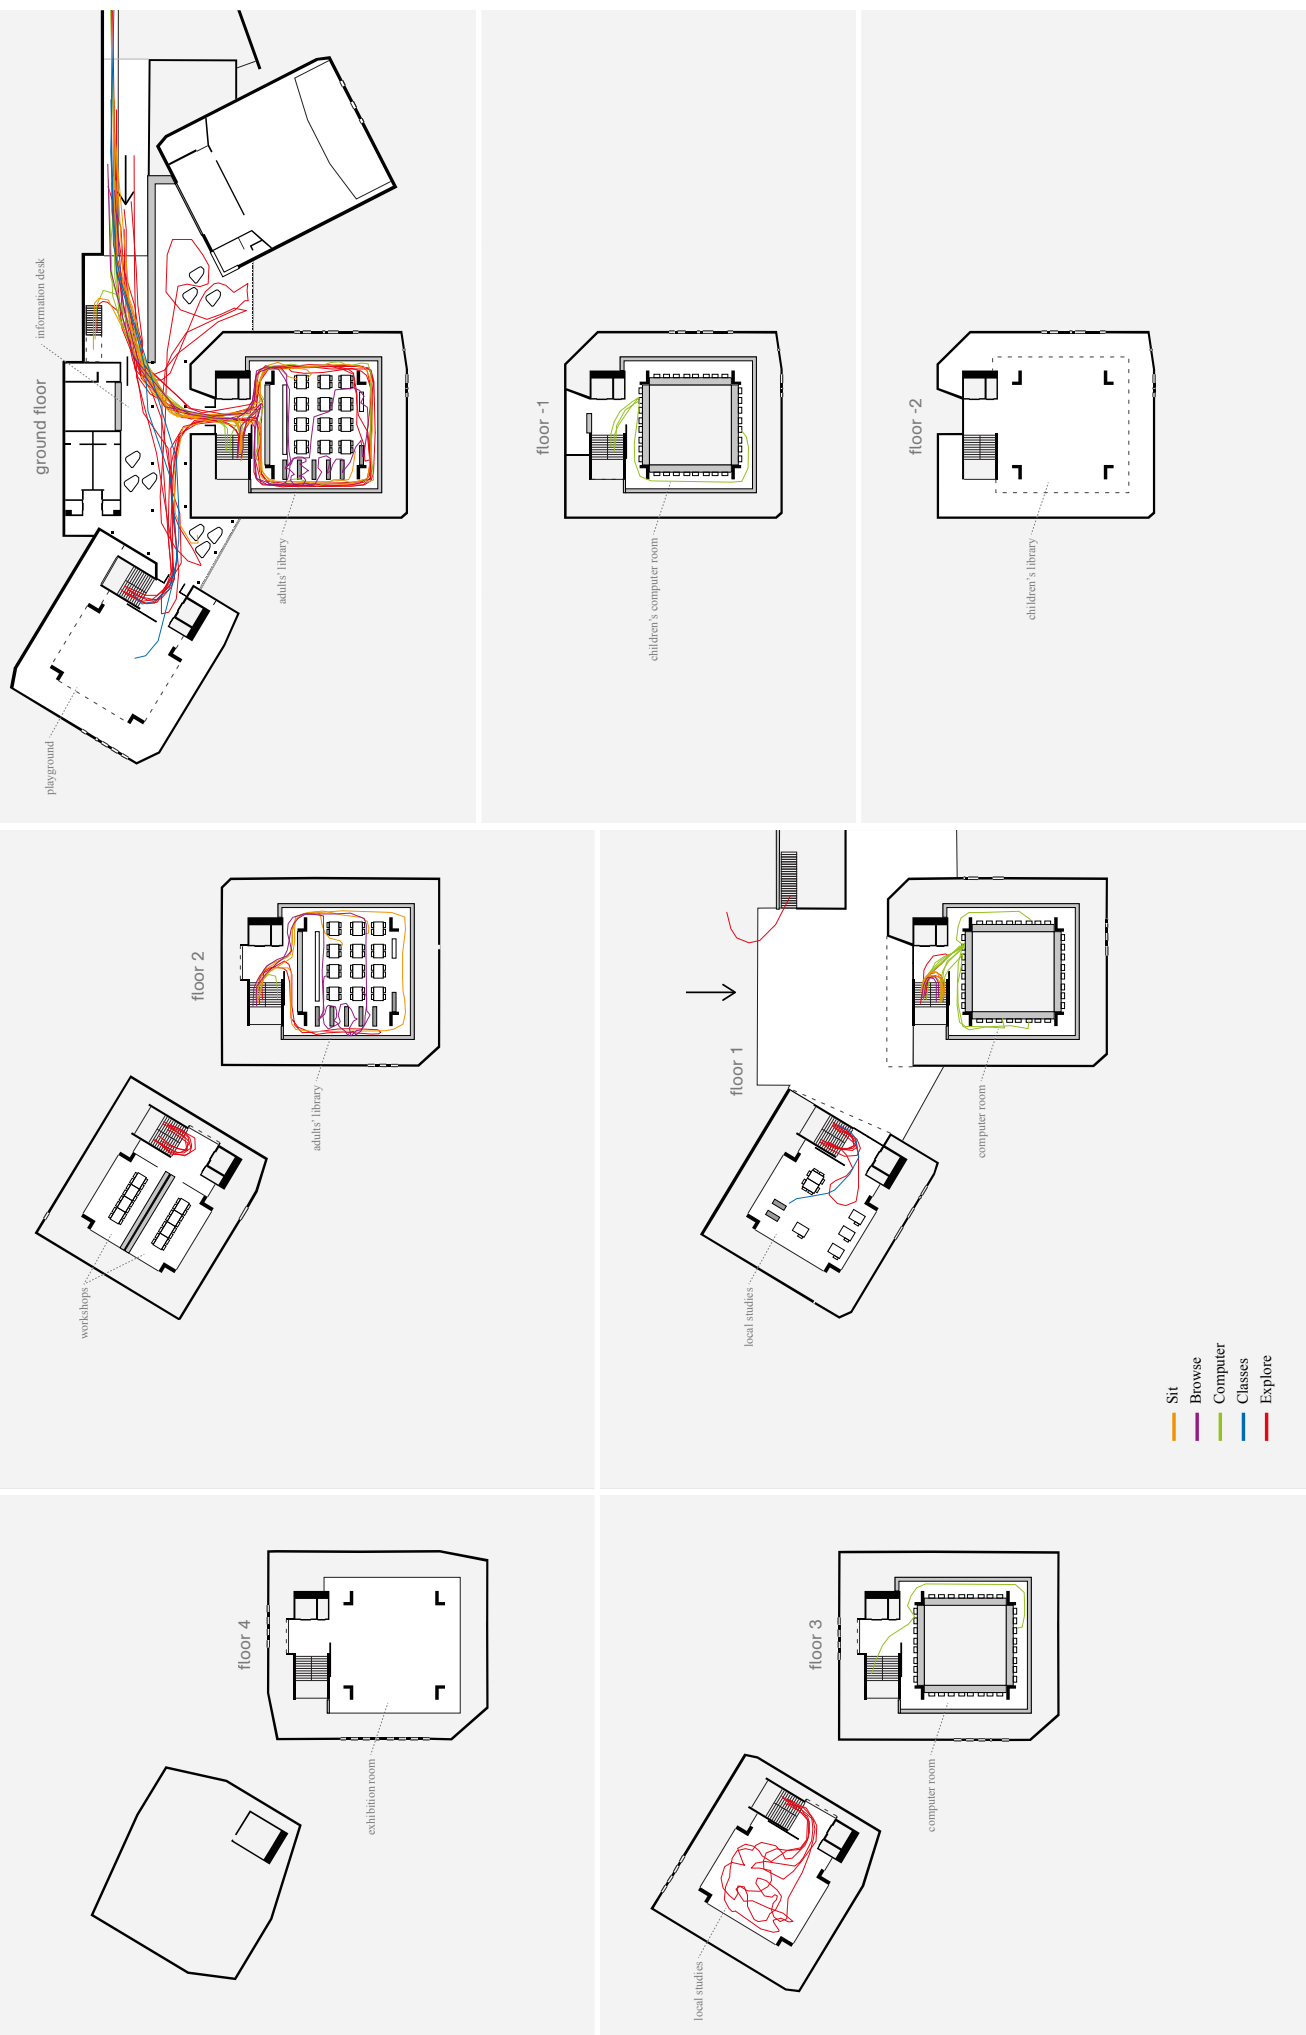 ground floor
information desk
adults' library
playground
floor -1
children's computer room
floor -2
children's library
floor 2
adults' library
workshops
floor 1
computer room
local studies
Sit
Browse
Computer
Classes
Explore
floor 4
exhibition room
floor 3
computer room
local studies